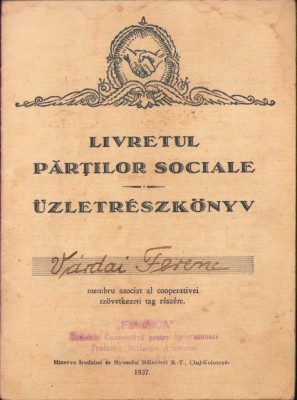 LIVRETUL
PĂRȚILOR SOCIALE
ÜZLETRÉSZKÖNYV
Várdai Ferenc
membru asociat al cooperativei
szövetkezeti tag részére.
Minerva Irodalmi és Nyomdai Műintézet R.-T., Cluj-Kolozsvár.
1937.